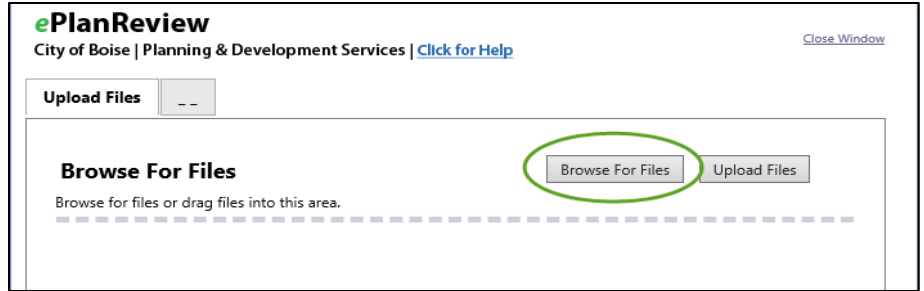 ePlanReview
City of Boise | Planning & Development Services | Click for Help
Close Window
Upload Files
_ _
Browse For Files
Browse For Files
Upload Files
Browse for files or drag files into this area.